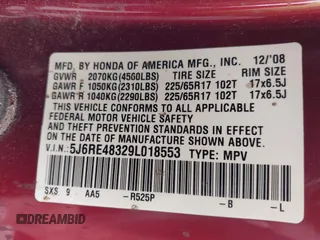 MFD. BY HONDA OF AMERICA MFG., INC. 12/'08
GVWR 2070KG(4560LBS) TIRE SIZE RIM SIZE
GAWR F 1050KG(2310LBS) 225/65R17 102T 17x6.5J
GAWR R 1040KG(2290LBS) 225/65R17 102T 17x6.5J
THIS VEHICLE CONFORMS TO ALL APPLICABLE
FEDERAL MOTOR VEHICLE SAFETY STANDARDS IN
EFFECT ON THE DATE OF MANUFACTURE SHOWN ABOVE.
V.I.N.: 5J6RE48329L018553 TYPE: MPV
SXS 9 AA5 -R525P -B -L
DREAMBID